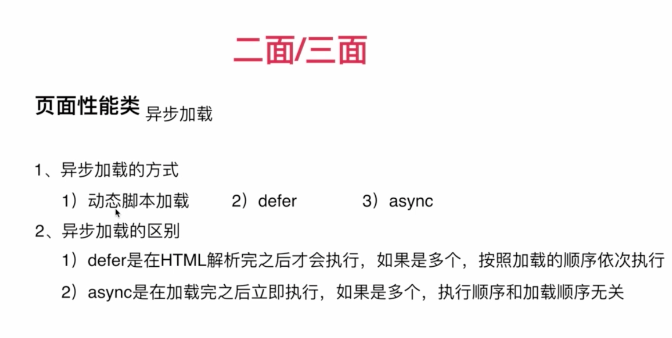 二面/三面
页面性能类 异步加载
1、异步加载的方式
1）动态脚本加载 2）defer 3）async
2、异步加载的区别
1）defer是在HTML解析完之后才会执行，如果是多个，按照加载的顺序依次执行
2）async是在加载完之后立即执行，如果是多个，执行顺序和加载顺序无关